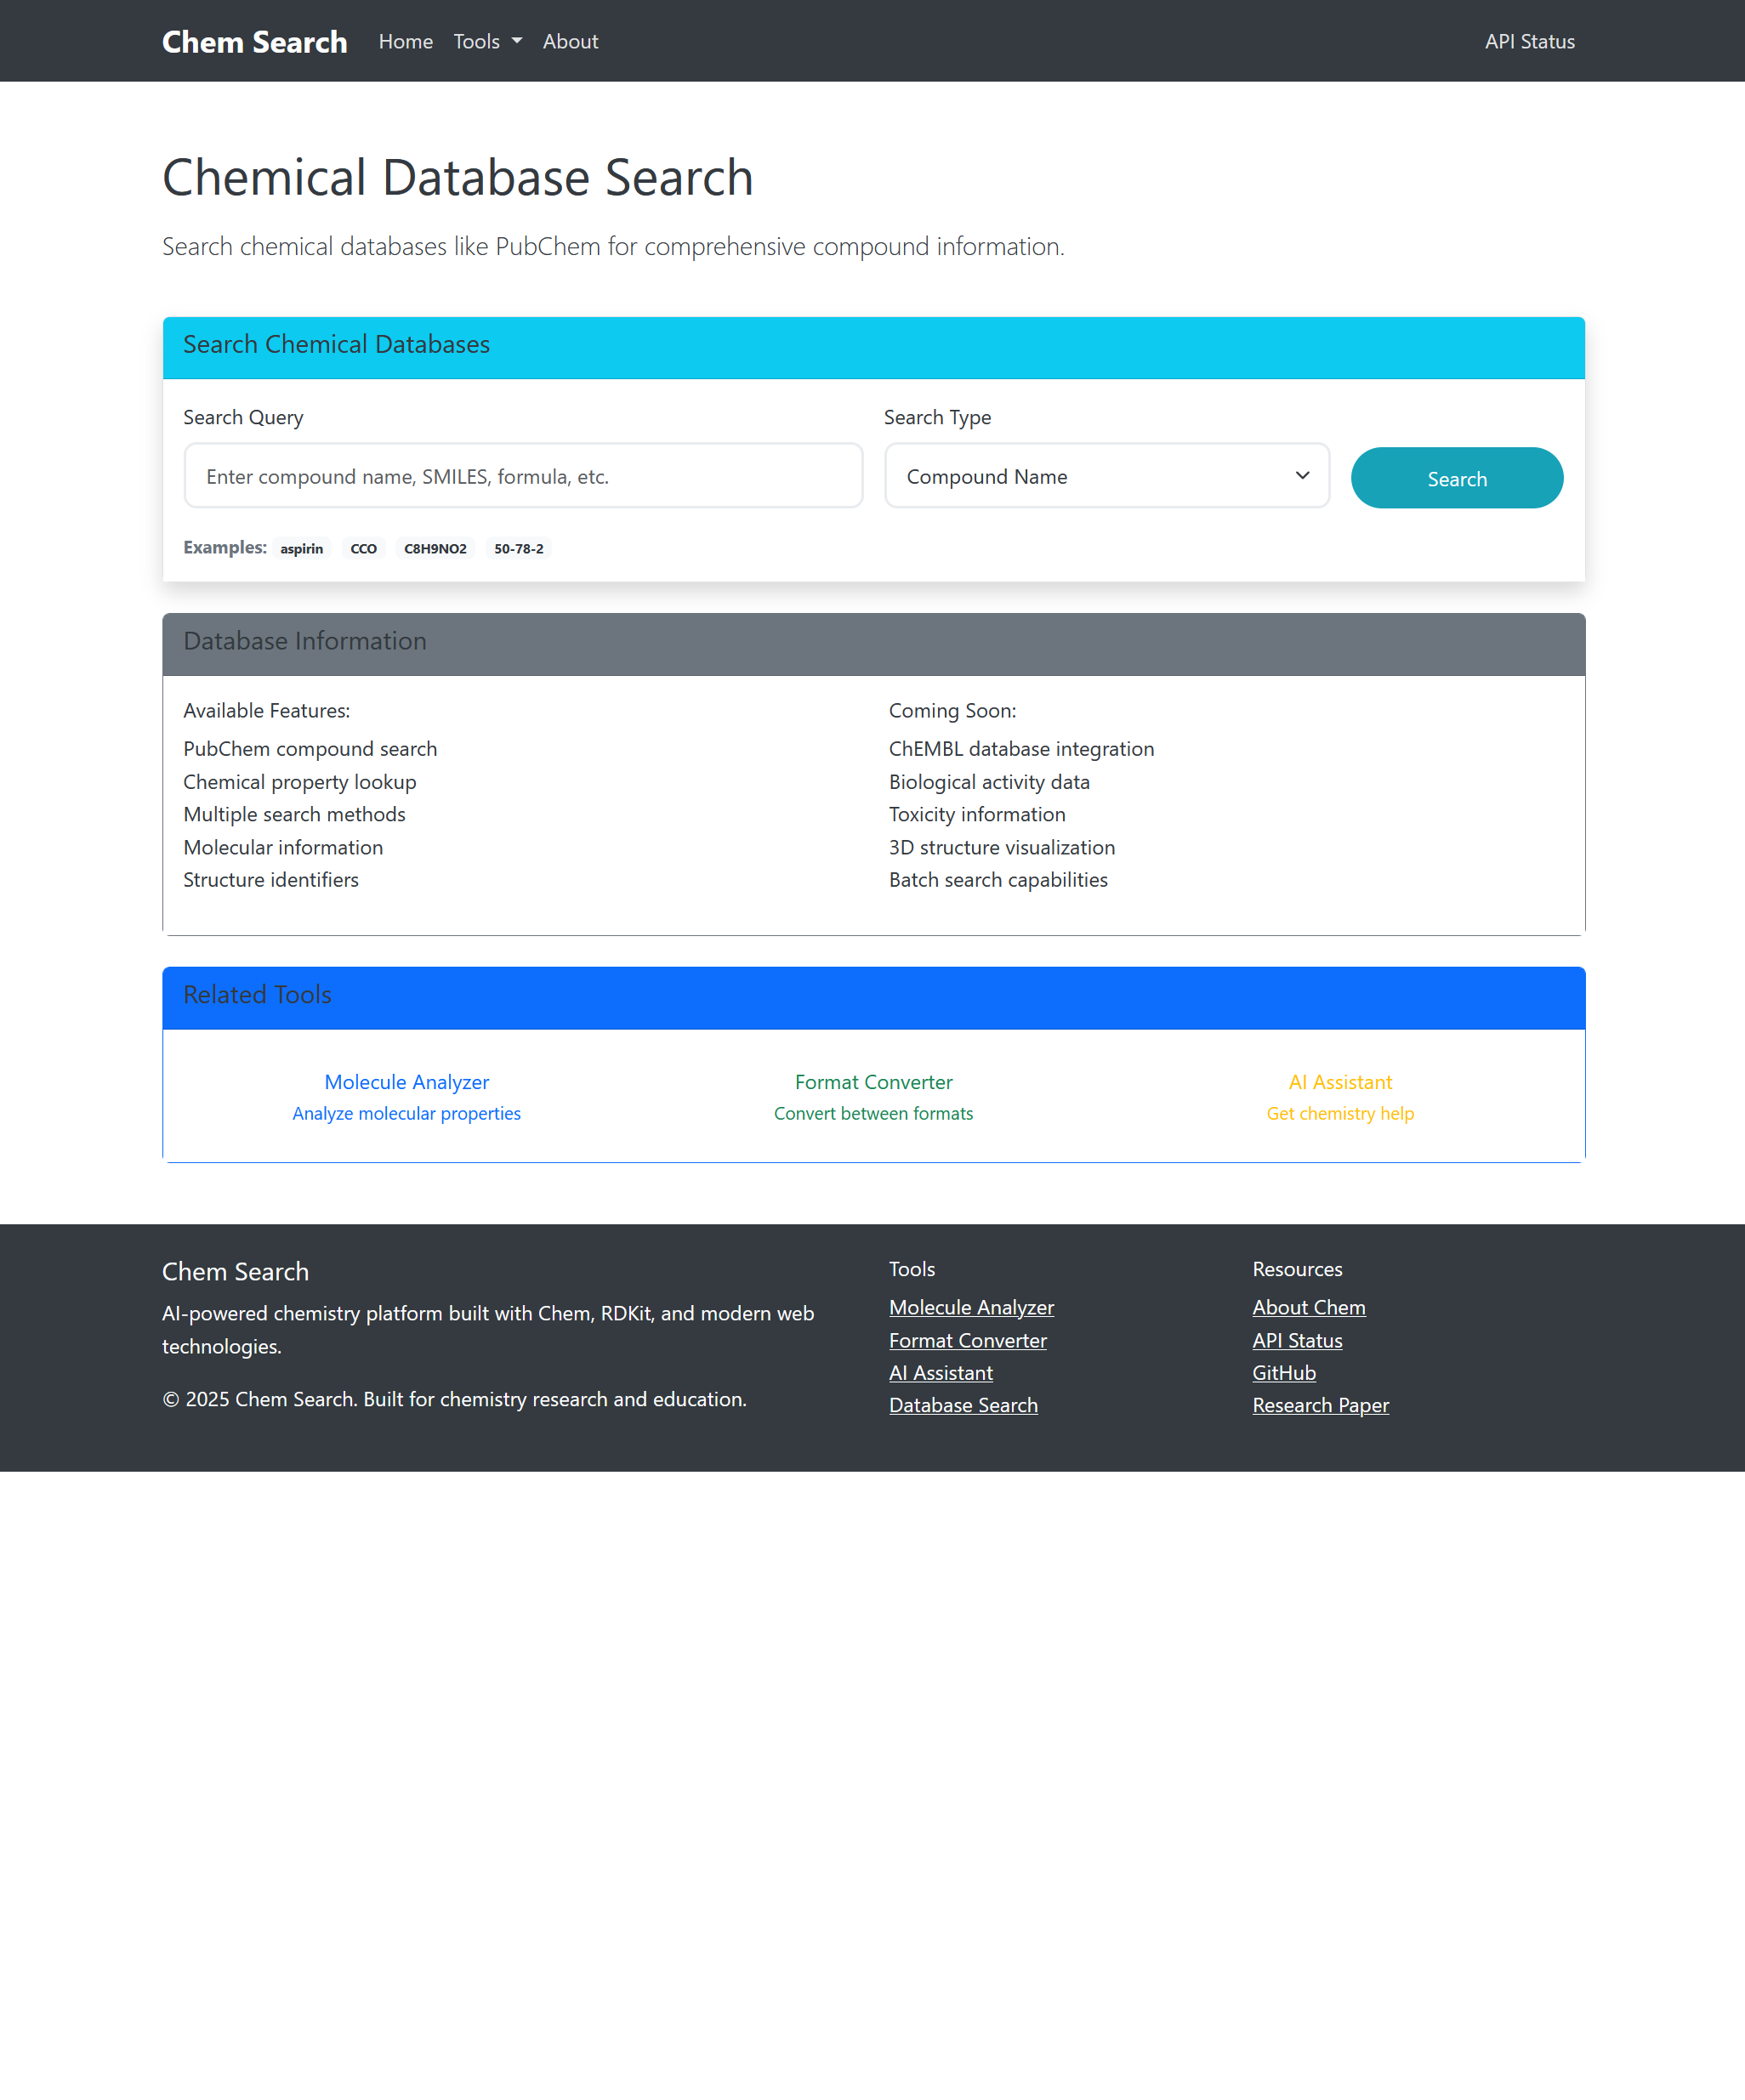 Chem Search Home Tools About API Status
Chemical Database Search
Search chemical databases like PubChem for comprehensive compound information.
Search Chemical Databases
Search Query
Enter compound name, SMILES, formula, etc.
Search Type
Compound Name
Search
Examples: aspirin CCO C8H9NO2 50-78-2
Database Information
Available Features:
PubChem compound search
Chemical property lookup
Multiple search methods
Molecular information
Structure identifiers
Coming Soon:
ChEMBL database integration
Biological activity data
Toxicity information
3D structure visualization
Batch search capabilities
Related Tools
Molecule Analyzer
Analyze molecular properties
Format Converter
Convert between formats
AI Assistant
Get chemistry help
Chem Search
AI-powered chemistry platform built with Chem, RDKit, and modern web
technologies.
© 2025 Chem Search. Built for chemistry research and education.
Tools
Molecule Analyzer
Format Converter
AI Assistant
Database Search
Resources
About Chem
API Status
GitHub
Research Paper